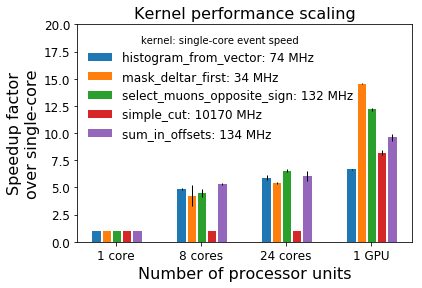 Kernel performance scaling
Speedup factor
over single-core
20.0
17.5
15.0
12.5
10.0
7.5
5.0
2.5
0.0
kernel: single-core event speed
histogram_from_vector: 74 MHz
mask_deltar_first: 34 MHz
select_muons_opposite_sign: 132 MHz
simple_cut: 10170 MHz
sum_in_offsets: 134 MHz
1 core
8 cores
24 cores
1 GPU
Number of processor units